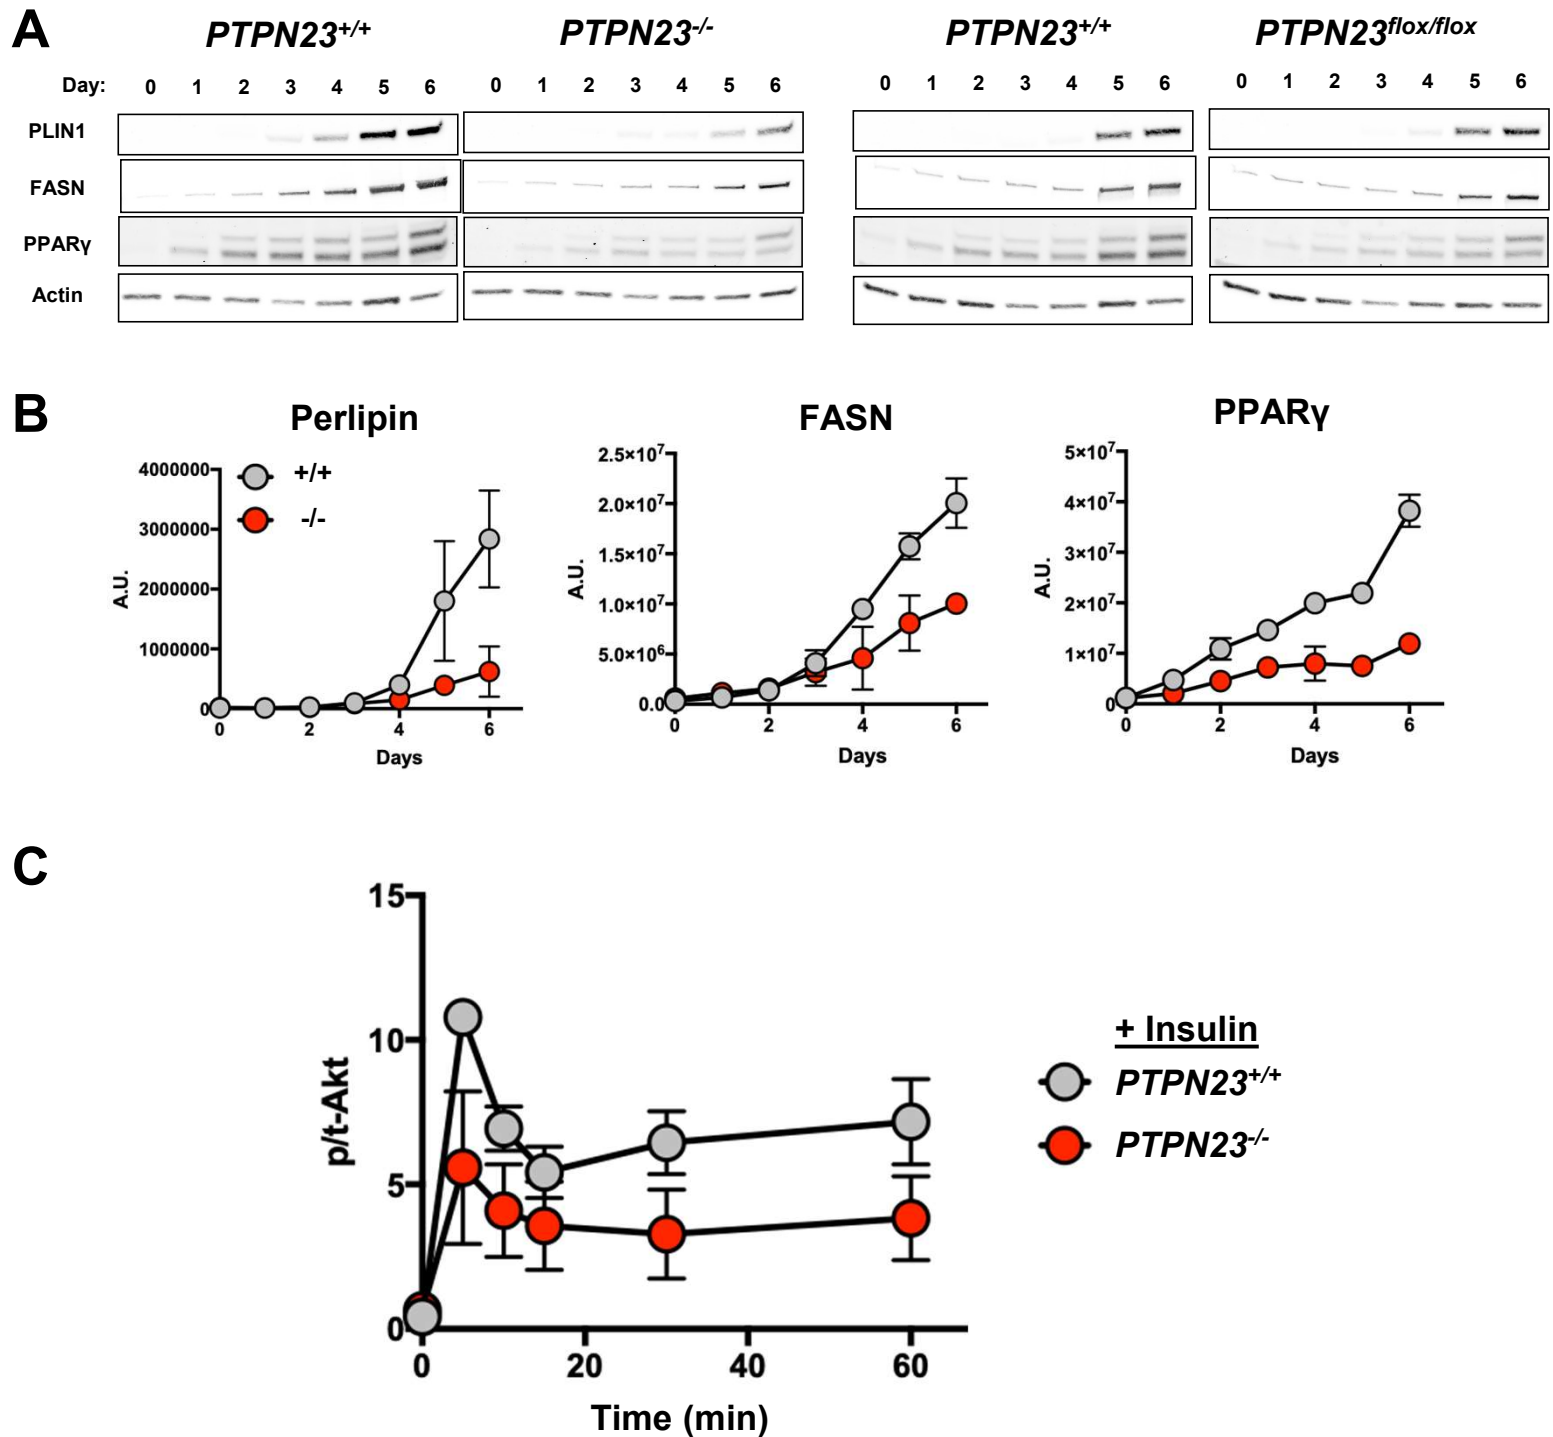 A
PTPN23+/+ PTPN23-/- PTPN23+/+ PTPN23flox/flox
Day: 0 1 2 3 4 5 6 0 1 2 3 4 5 6 0 1 2 3 4 5 6 0 1 2 3 4 5 6
PLIN1
FASN
PPARγ
Actin
B
Perlipin
+/+
-/-
A.U.
4000000
3000000
2000000
1000000
0
0 2 4 6
Days
FASN
A.U.
2.5×10⁷
2.0×10⁷
1.5×10⁷
1.0×10⁷
5.0×10⁶
0.0
0 2 4 6
Days
PPARγ
A.U.
5×10⁷
4×10⁷
3×10⁷
2×10⁷
1×10⁷
0
0 2 4 6
Days
C
p/t-Akt
15
10
5
0
0 20 40 60
Time (min)
+ Insulin
PTPN23+/+
PTPN23-/-